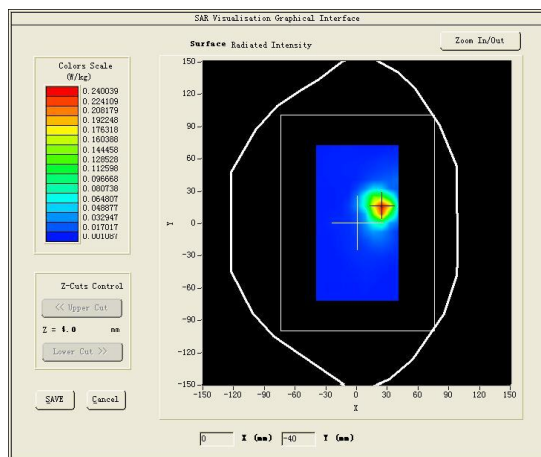 SAR Visualisation Graphical Interface
Surface Radiated Intensity
Zoom In/Out
Colors Scale
(W/kg)
0.240039
0.224109
0.208179
0.192248
0.176318
0.160388
0.144458
0.128528
0.112598
0.096668
0.080738
0.064807
0.048877
0.032947
0.017017
0.001087
150
120
90
60
30
0
-30
-60
-90
-120
-150
Y
-150 -120 -90 -60 -30 0 30 60 90 120 150
X
Z-Cuts Control
<< Upper Cut
Z = 4.0 mm
Lower Cut >>
SAVE Cancel
0 X (mm) -40 Y (mm)